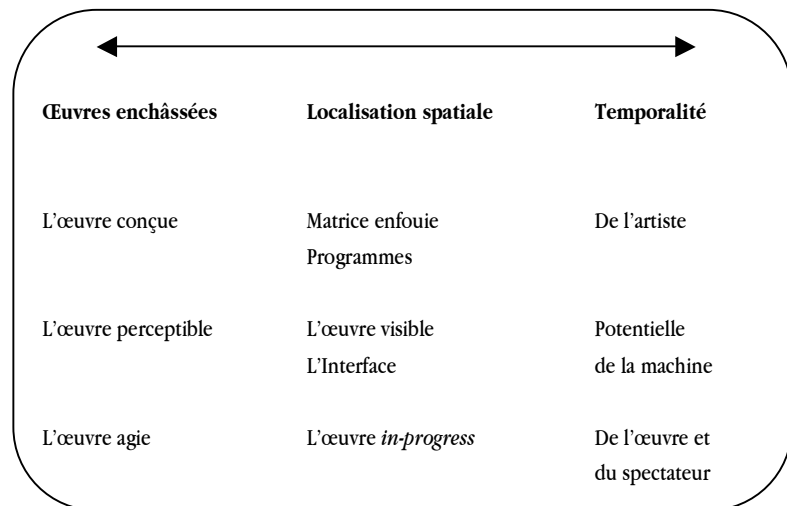 Œuvres enchâssées Localisation spatiale Temporalité
L’œuvre conçue Matrice enfouie De l’artiste
Programmes
L’œuvre perceptible L’œuvre visible Potentielle
L’Interface de la machine
L’œuvre agie L’œuvre in-progress De l’œuvre et
du spectateur